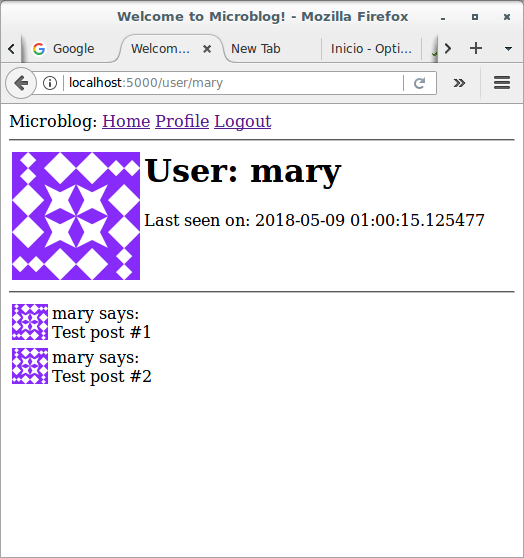 Welcome to Microblog! - Mozilla Firefox
Google Welcom... New Tab Inicio - Opti...
localhost:5000/user/mary
Microblog: Home Profile Logout
User: mary
Last seen on: 2018-05-09 01:00:15.125477
mary says:
Test post #1
mary says:
Test post #2